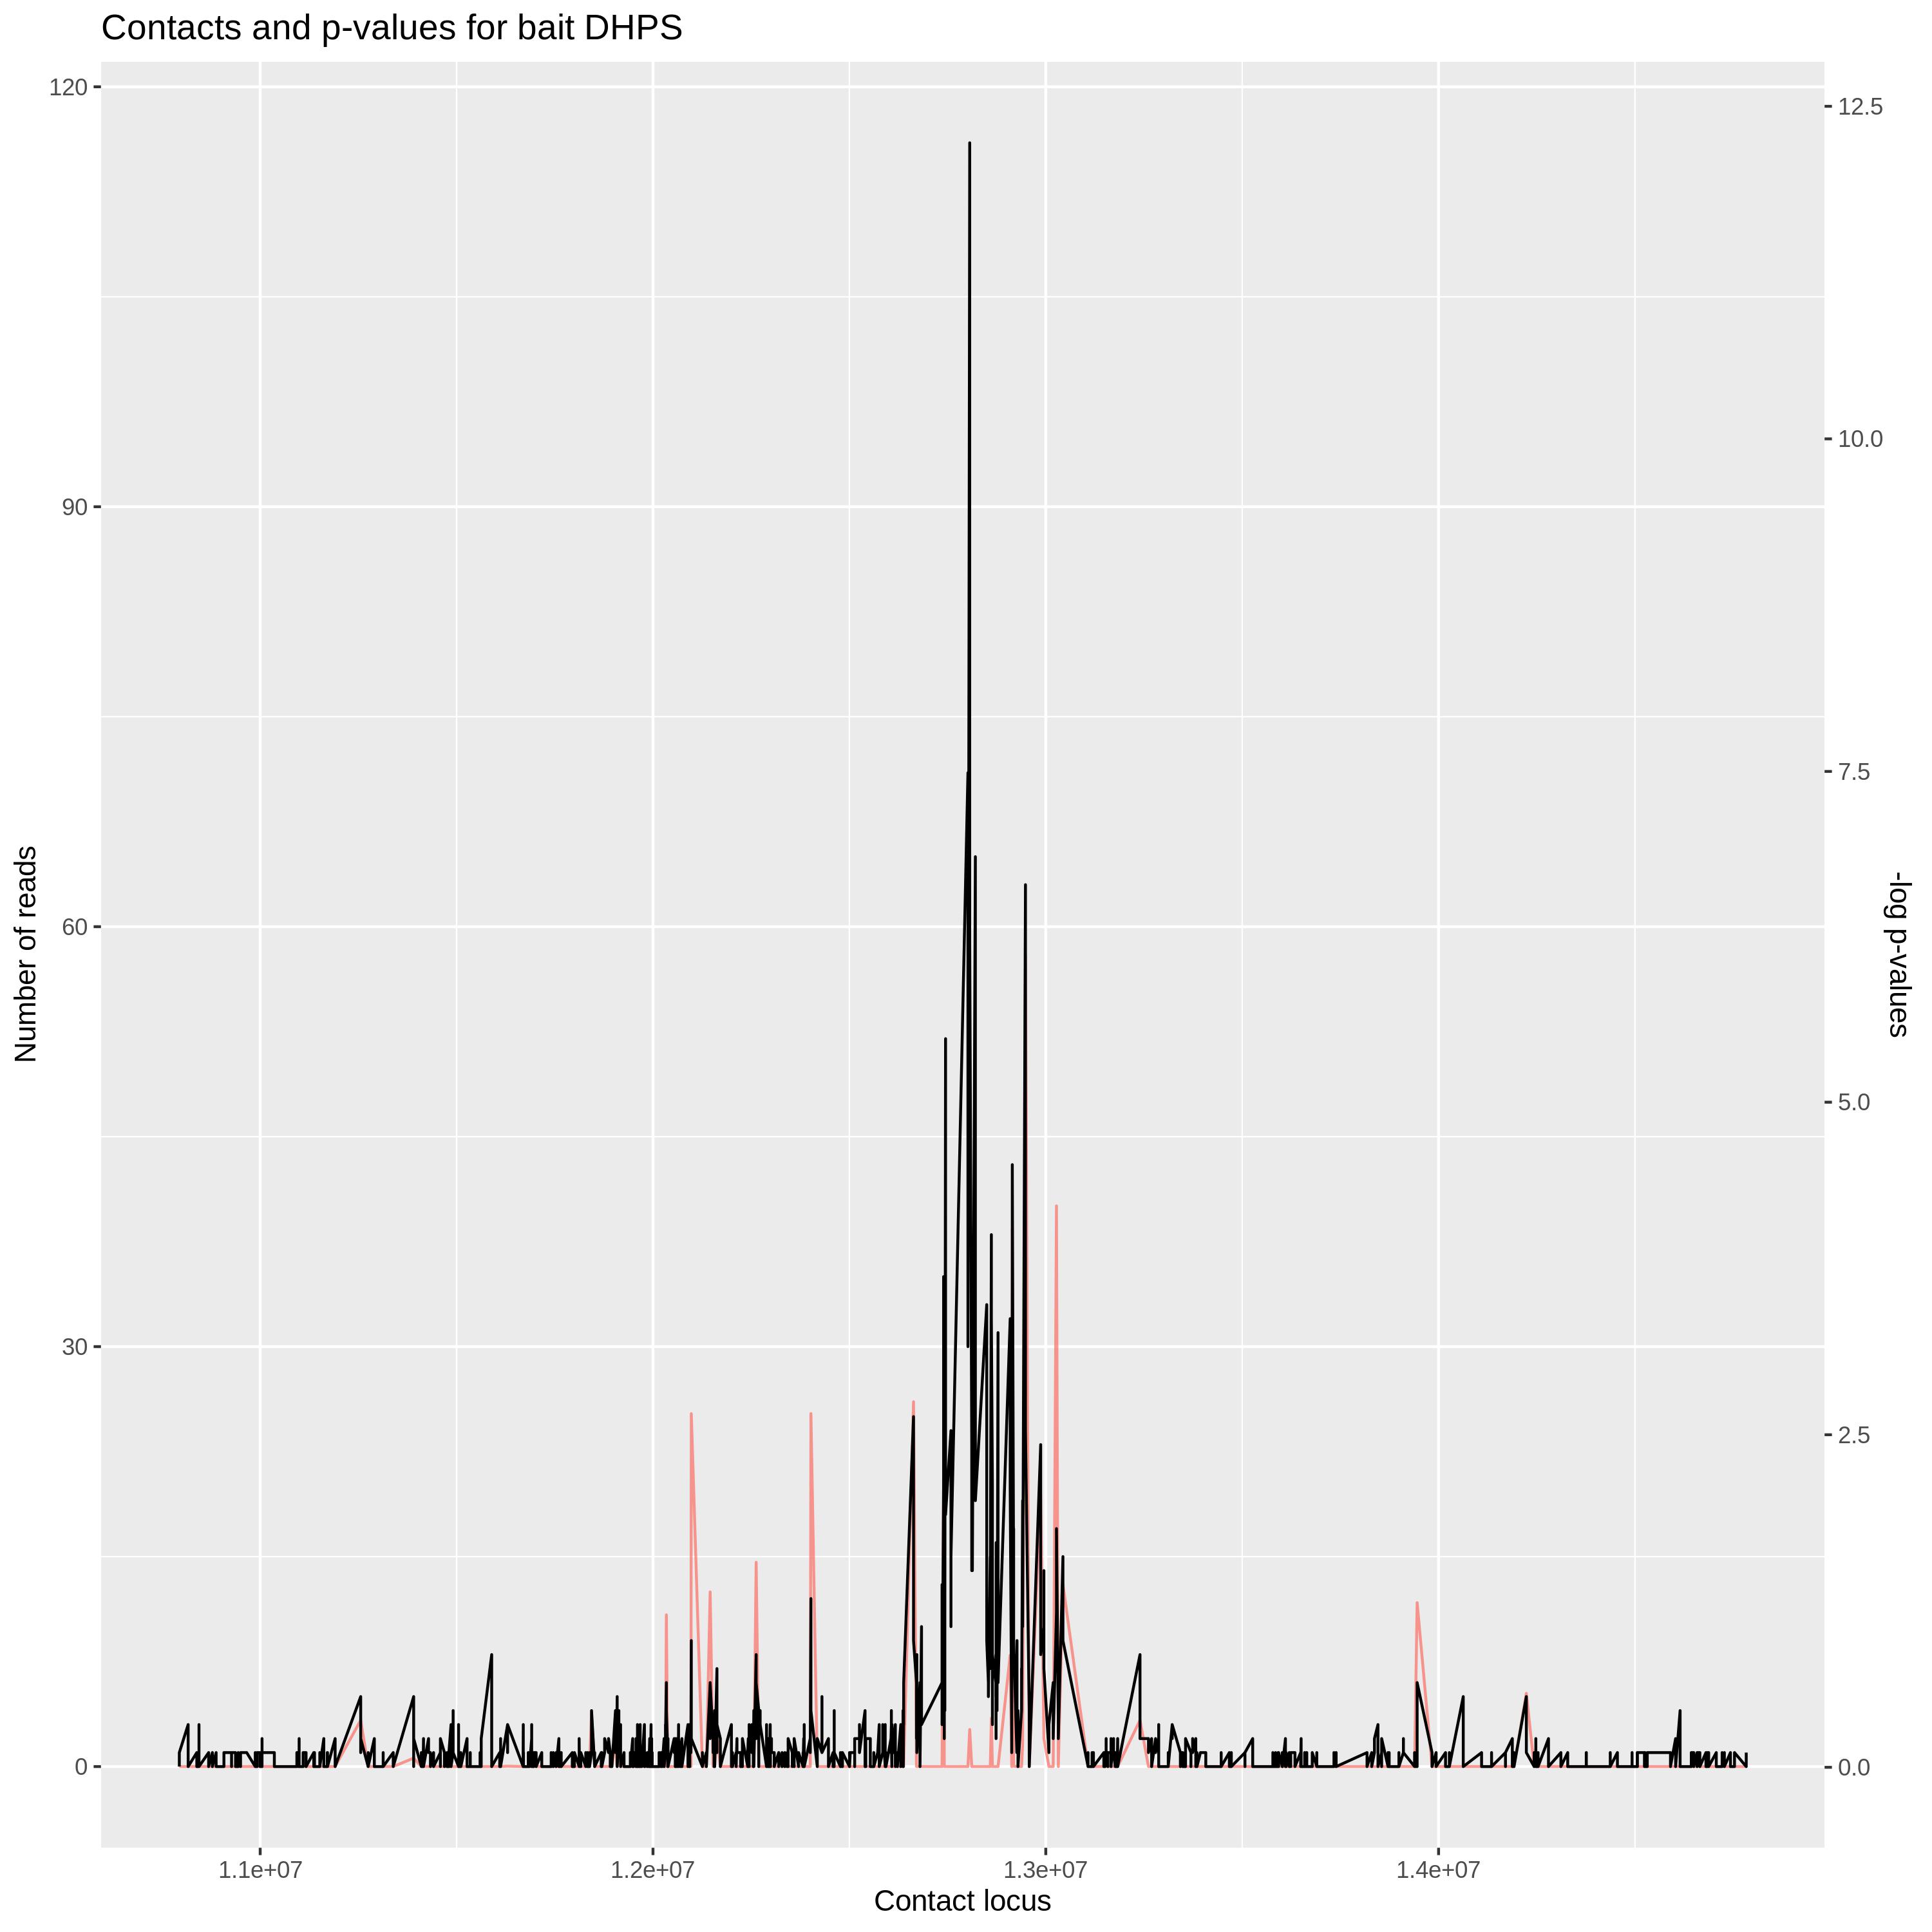 Contacts and p-values for bait DHPS
120
90
60
30
0
Number of reads
12.5
10.0
7.5
5.0
2.5
0.0
-log p-values
1.1e+07
1.2e+07
1.3e+07
1.4e+07
Contact locus